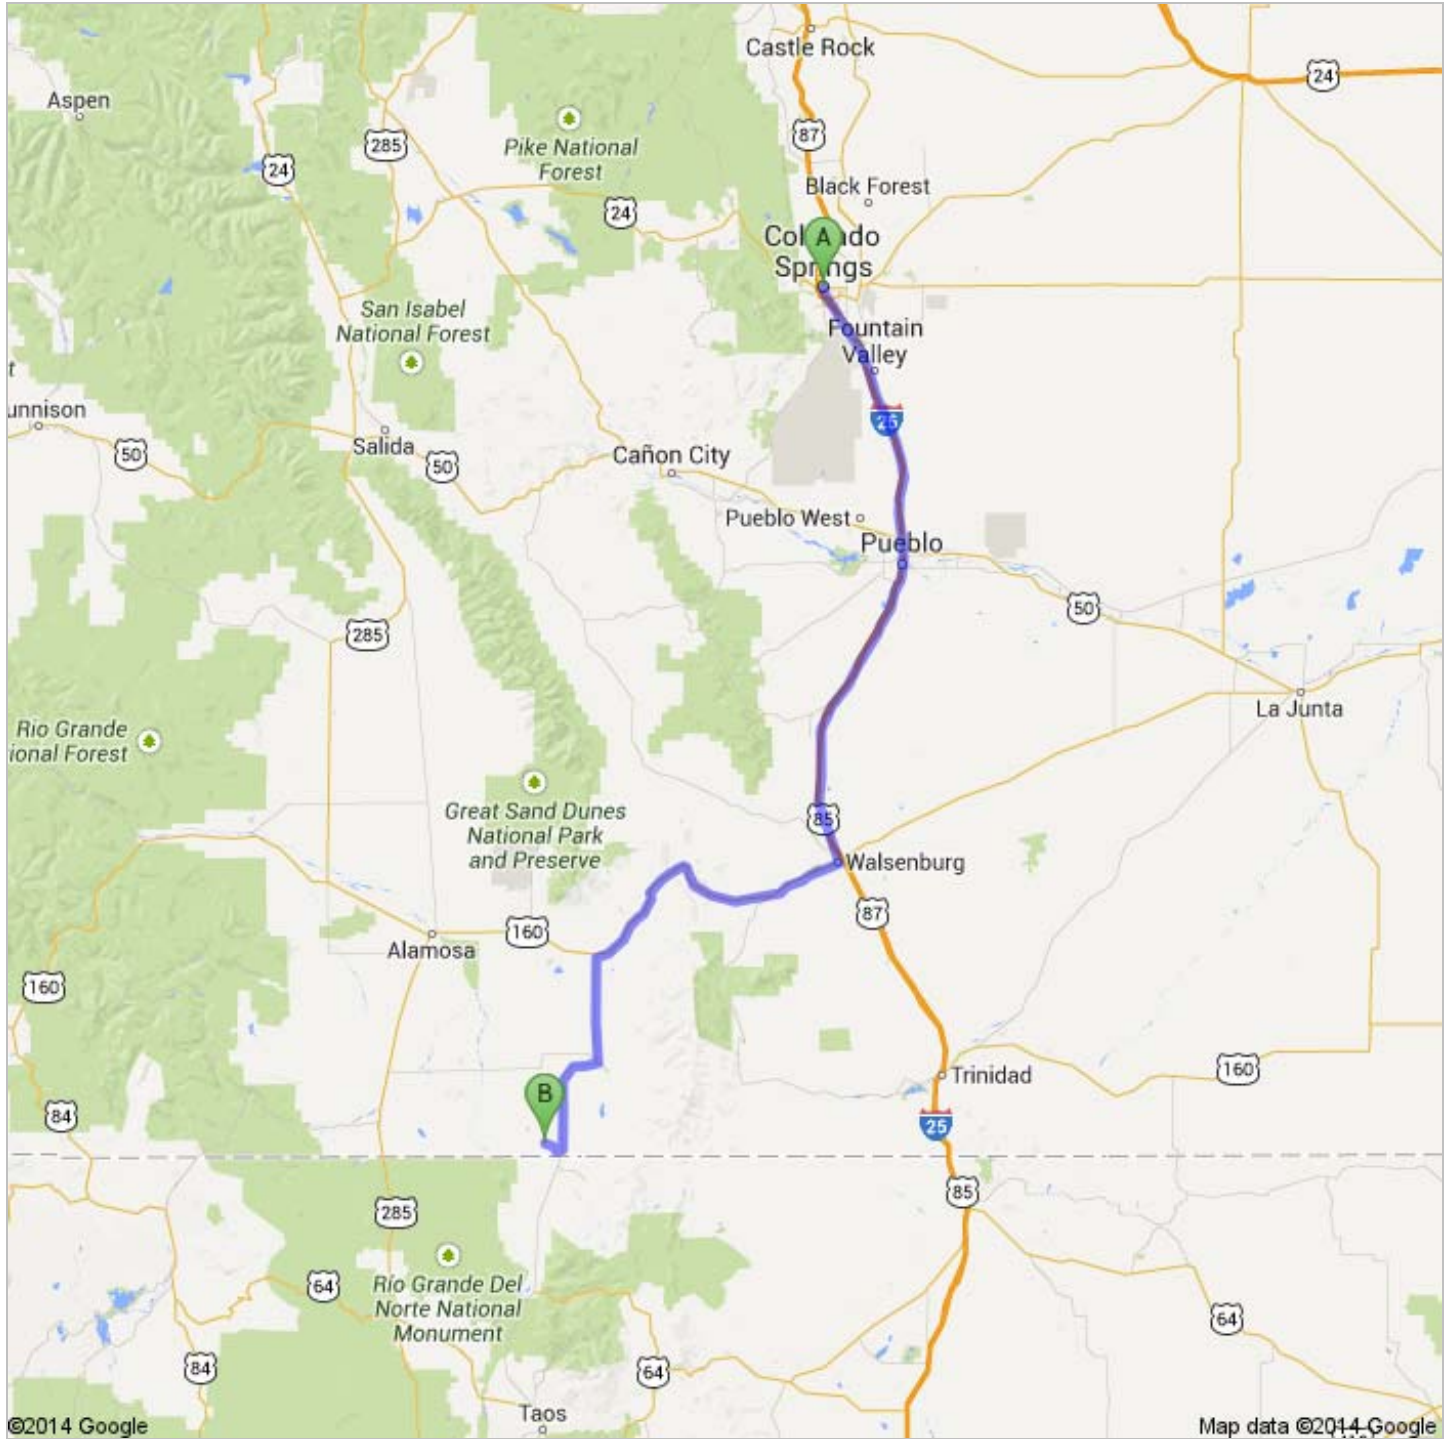 Castle Rock
24
Aspen
87
285
Pike National
Forest
24
Black Forest
24
A
Springs
San Isabel
National Forest
Fountain
Valley
25
unnison
Salida
50
50
Cañon City
Pueblo West
Pueblo
50
285
La Junta
Rio Grande
ional Forest
Great Sand Dunes
National Park
and Preserve
85
Walsenburg
87
160
Alamosa
160
Trinidad
160
B
84
25
85
285
64
Rio Grande Del
Norte National
Monument
64
84
64
Taos
©2014 Google
Map data ©2014 Google